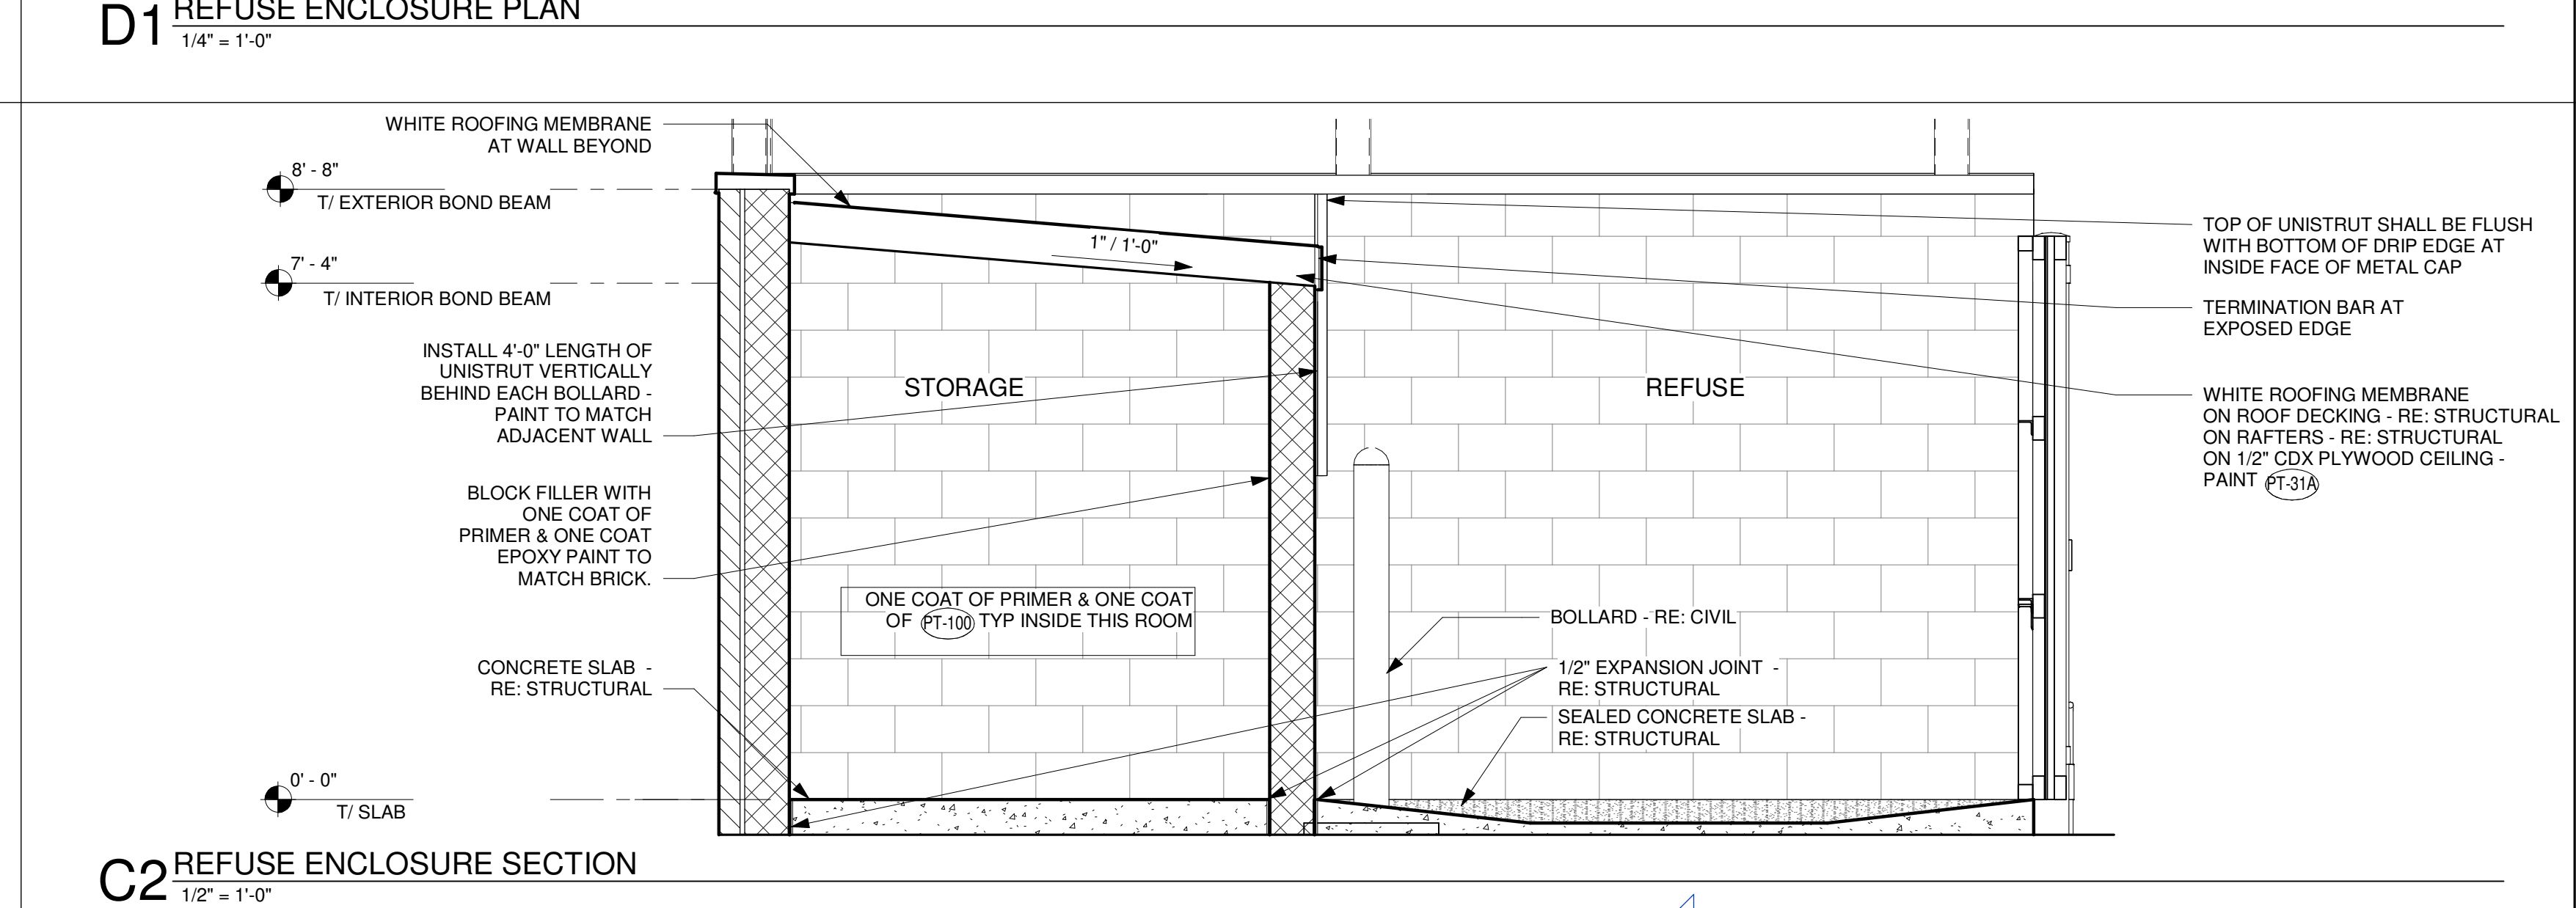 D1 REFUSE ENCLOSURE PLAN
1/4" = 1'-0"
WHITE ROOFING MEMBRANE
AT WALL BEYOND
8' - 8"
T/ EXTERIOR BOND BEAM
7' - 4"
T/ INTERIOR BOND BEAM
INSTALL 4'-0" LENGTH OF
UNISTRUT VERTICALLY
BEHIND EACH BOLLARD -
PAINT TO MATCH
ADJACENT WALL
BLOCK FILLER WITH
ONE COAT OF
PRIMER & ONE COAT
EPOXY PAINT TO
MATCH BRICK.
CONCRETE SLAB -
RE: STRUCTURAL
0' - 0"
T/ SLAB
1" / 1'-0"
STORAGE
ONE COAT OF PRIMER & ONE COAT
OF PT-100 TYP INSIDE THIS ROOM
REFUSE
BOLLARD - RE: CIVIL
1/2" EXPANSION JOINT -
RE: STRUCTURAL
SEALED CONCRETE SLAB -
RE: STRUCTURAL
TOP OF UNISTRUT SHALL BE FLUSH
WITH BOTTOM OF DRIP EDGE AT
INSIDE FACE OF METAL CAP
TERMINATION BAR AT
EXPOSED EDGE
WHITE ROOFING MEMBRANE
ON ROOF DECKING - RE: STRUCTURAL
ON RAFTERS - RE: STRUCTURAL
ON 1/2" CDX PLYWOOD CEILING -
PAINT PT-31A
C2 REFUSE ENCLOSURE SECTION
1/2" = 1'-0"